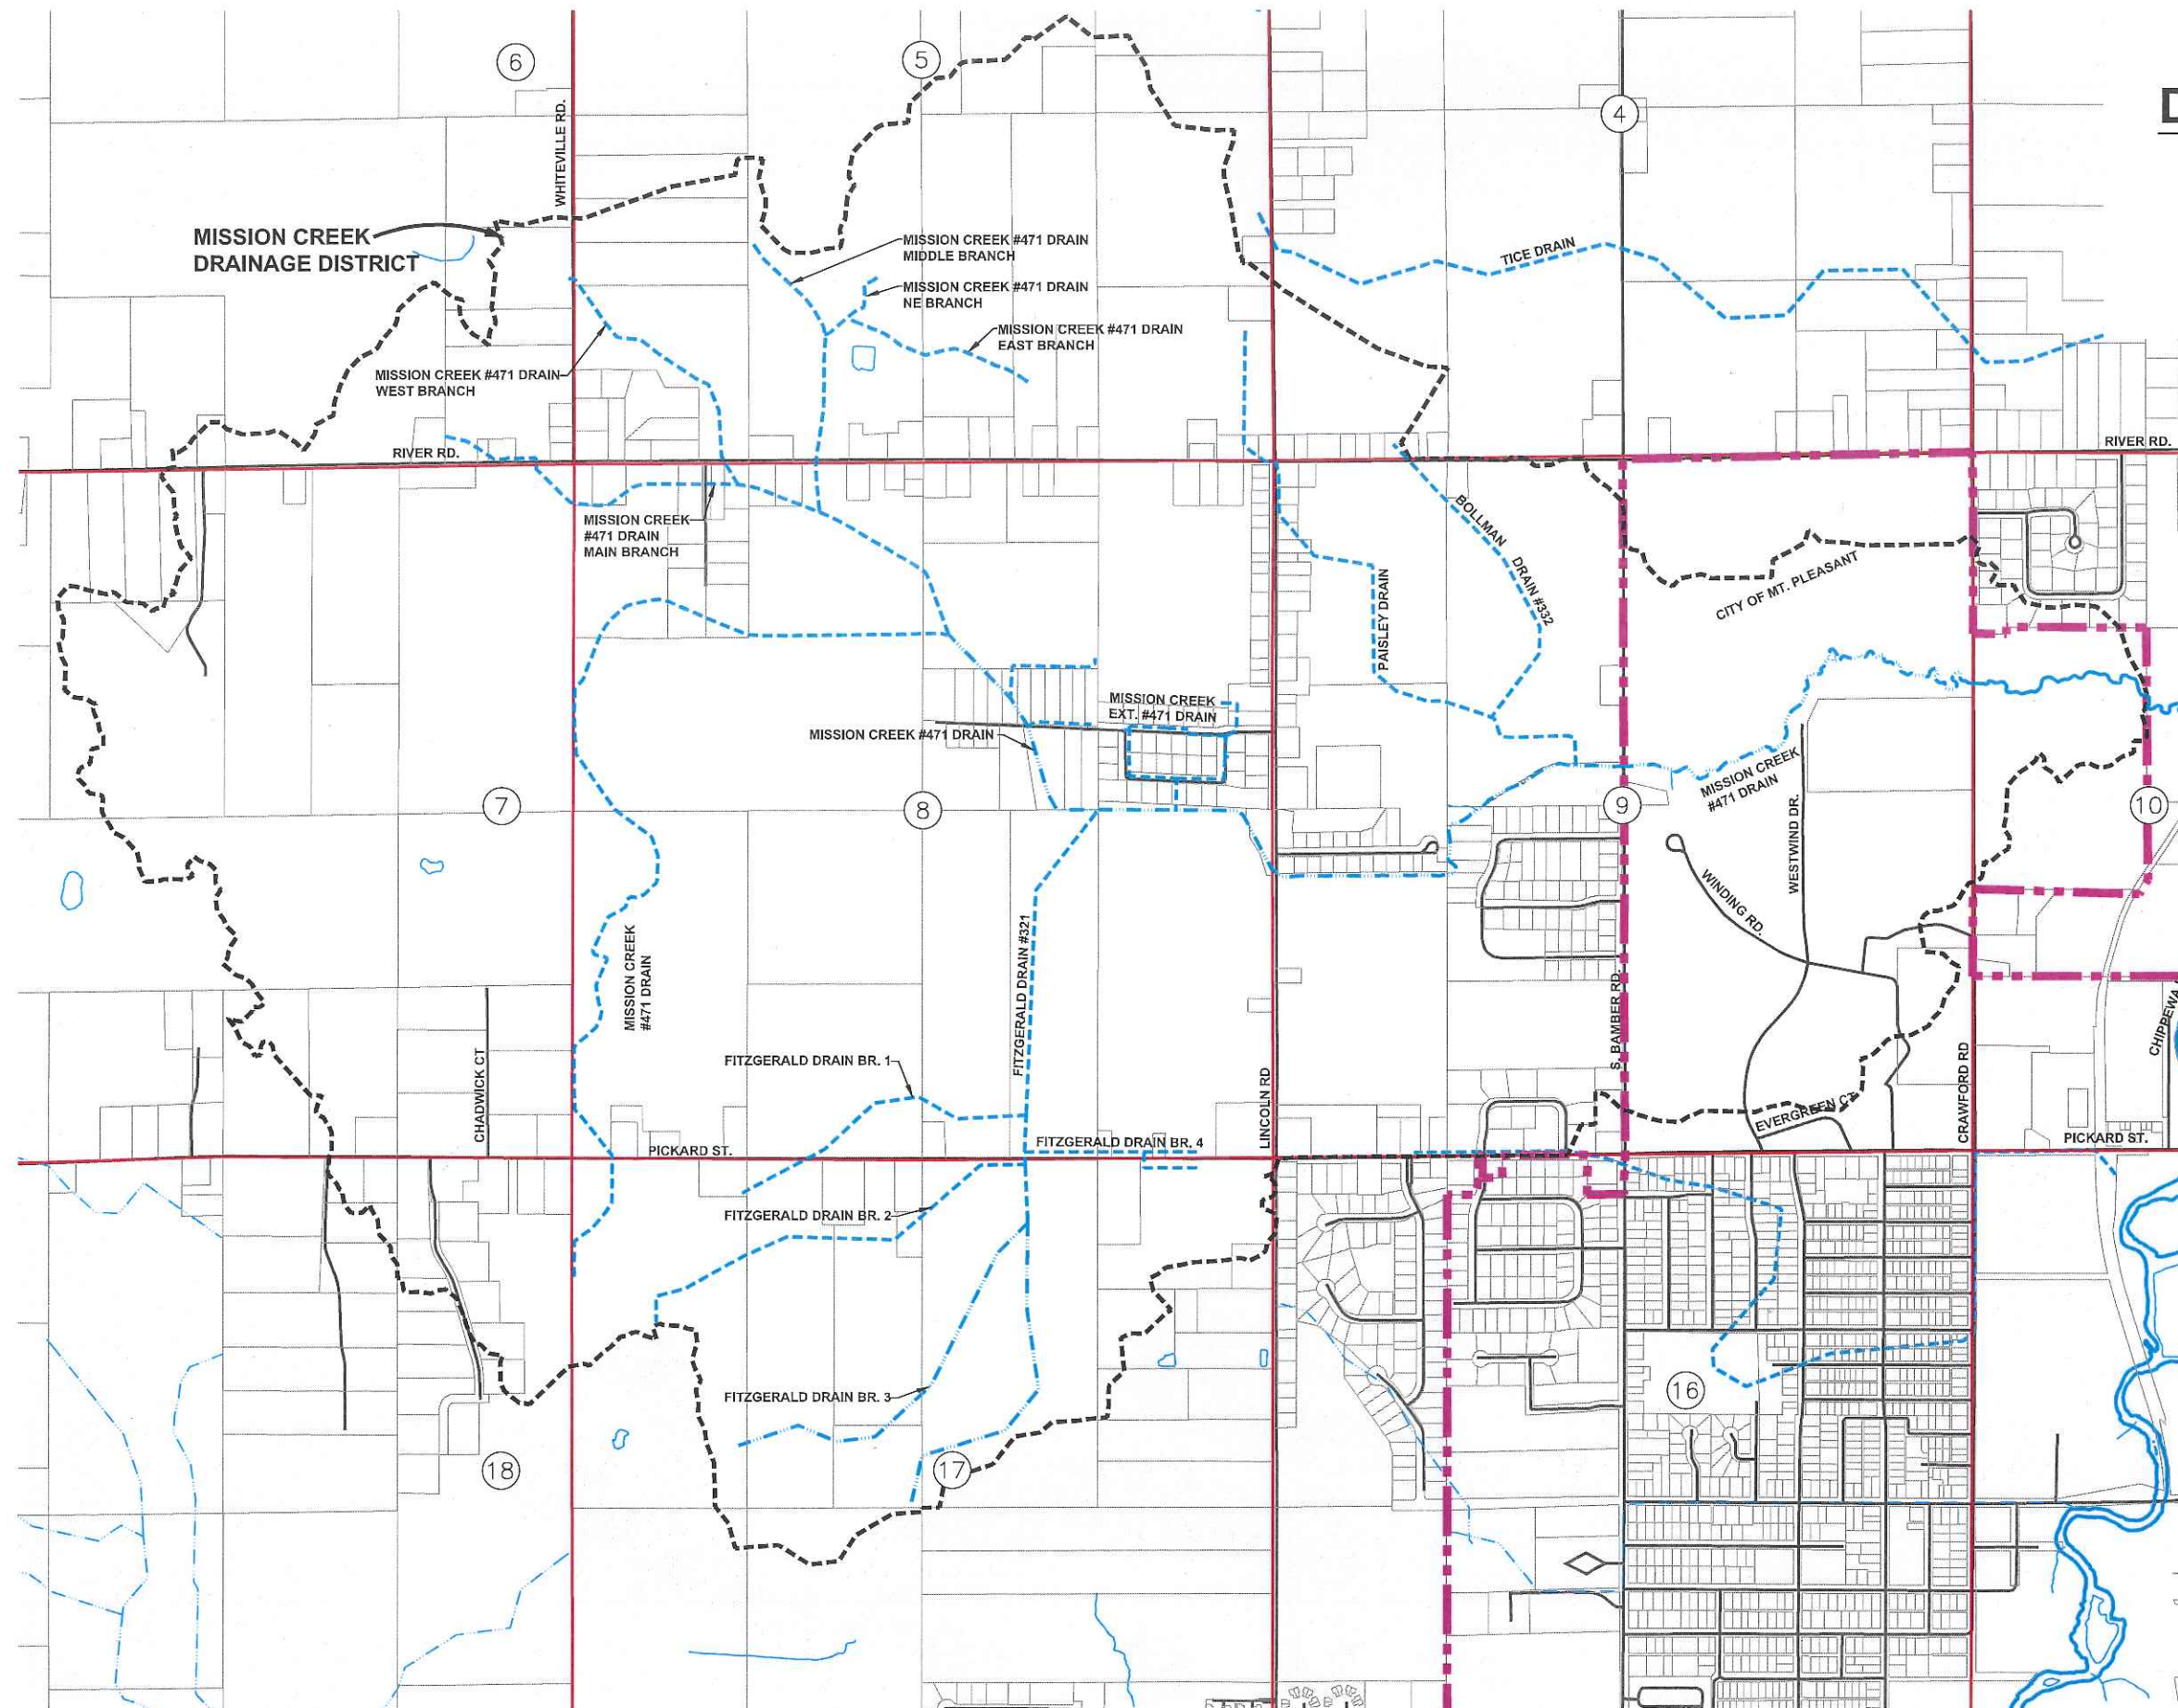 6
5
4
D
WHITEVILLE RD.
MISSION CREEK
DRAINAGE DISTRICT
MISSION CREEK #471 DRAIN
MIDDLE BRANCH
MISSION CREEK #471 DRAIN
NE BRANCH
MISSION CREEK #471 DRAIN
EAST BRANCH
TICE DRAIN
MISSION CREEK #471 DRAIN
WEST BRANCH
RIVER RD.
RIVER RD.
MISSION CREEK
#471 DRAIN
MAIN BRANCH
BOLLMAN DRAIN #332
PAISLEY DRAIN
CITY OF MT. PLEASANT
MISSION CREEK
EXT. #471 DRAIN
MISSION CREEK #471 DRAIN
MISSION CREEK
#471 DRAIN
WESTWIND DR.
WINDING RD.
7
8
9
10
MISSION CREEK
#471 DRAIN
FITZGERALD DRAIN #321
S. BAMBER RD.
CHIPPEWA
CHADWICK CT
FITZGERALD DRAIN BR. 1
LINCOLN RD
CRAWFORD RD
EVERGREEN CT
PICKARD ST.
FITZGERALD DRAIN BR. 4
PICKARD ST.
FITZGERALD DRAIN BR. 2
FITZGERALD DRAIN BR. 3
16
18
17